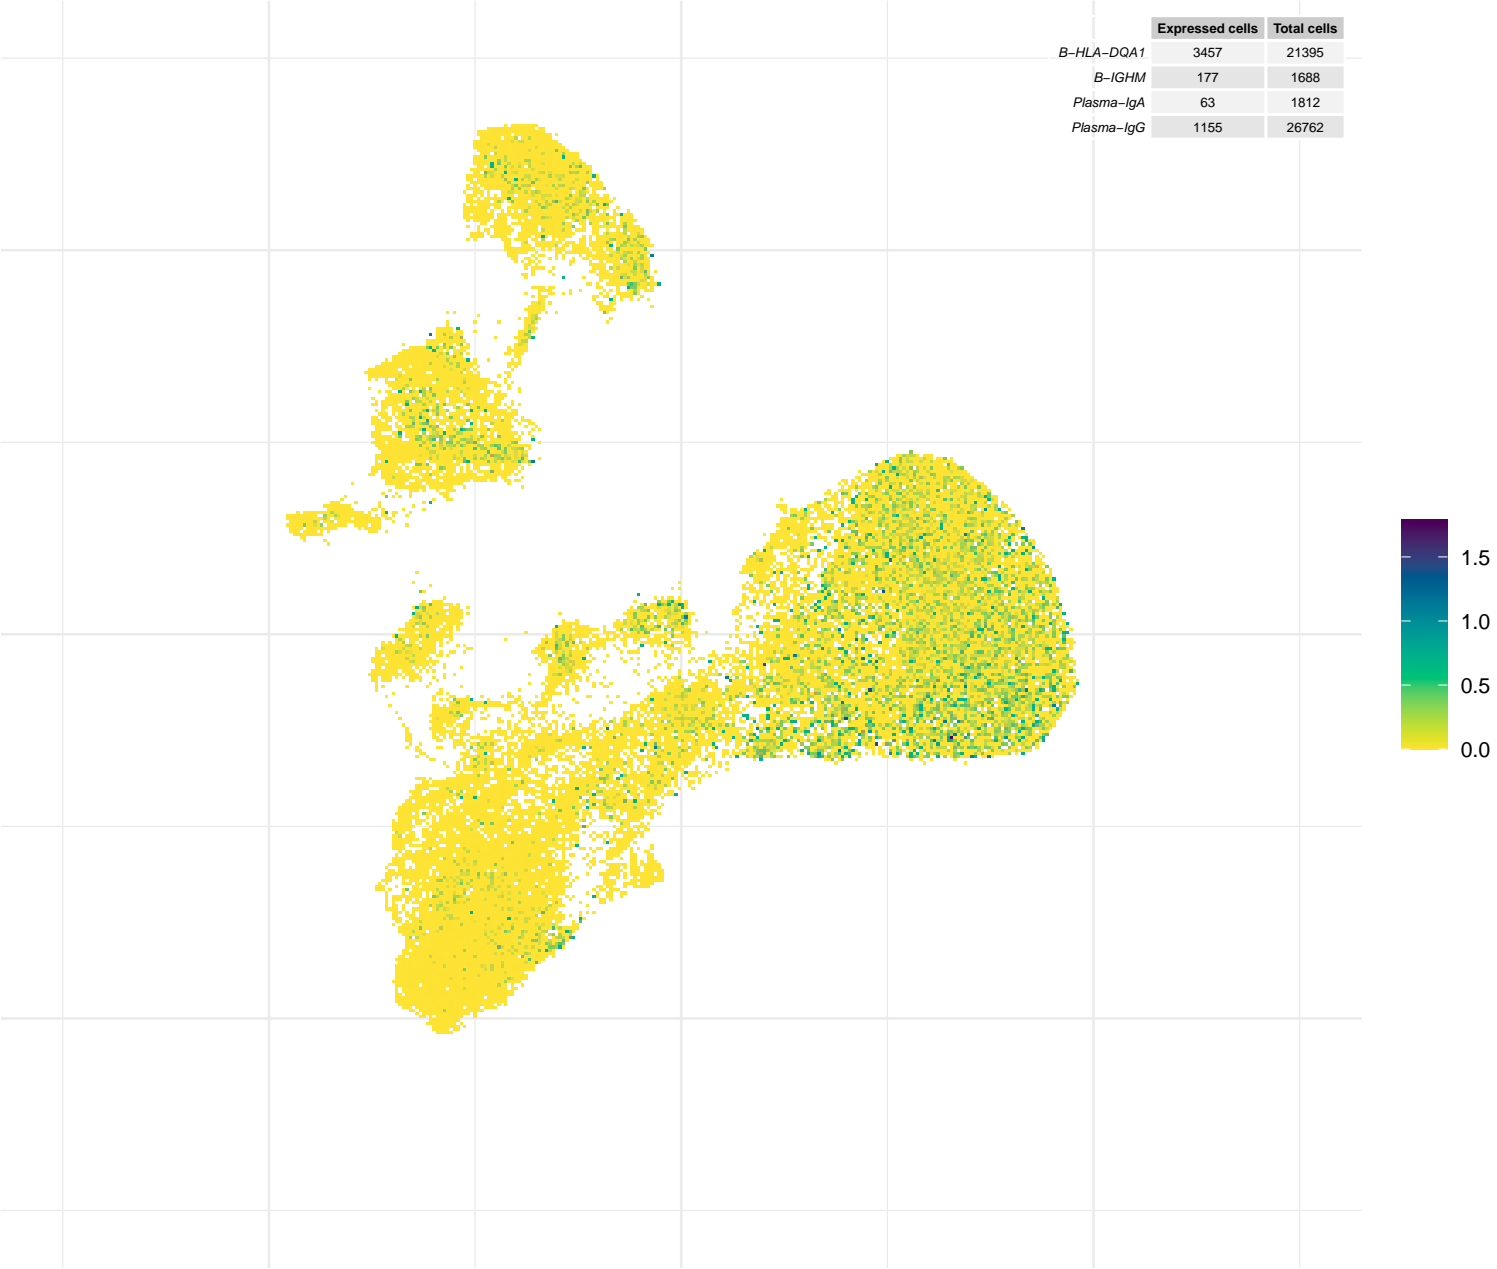 Expressed cells Total cells
B−HLA−DQA1 3457 21395
B−IGHM 177 1688
Plasma−IgA 63 1812
Plasma−IgG 1155 26762
1.5
1.0
0.5
0.0